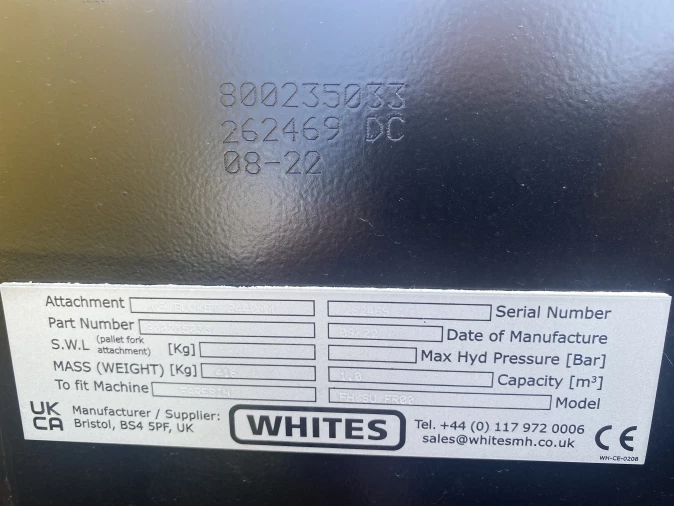 800235033
262469 DC
08-22
Attachment
Serial Number
Part Number
Date of Manufacture
S.W.L (pallet fork attachment) [Kg]
Max Hyd Pressure [Bar]
MASS (WEIGHT) [Kg]
Capacity [m³]
To fit Machine
Model
UK CA
Manufacturer / Supplier:
Bristol, BS4 5PF, UK
WHITES
Tel. +44 (0) 117 972 0006
sales@whitesmh.co.uk
CE
WH-CE-0206